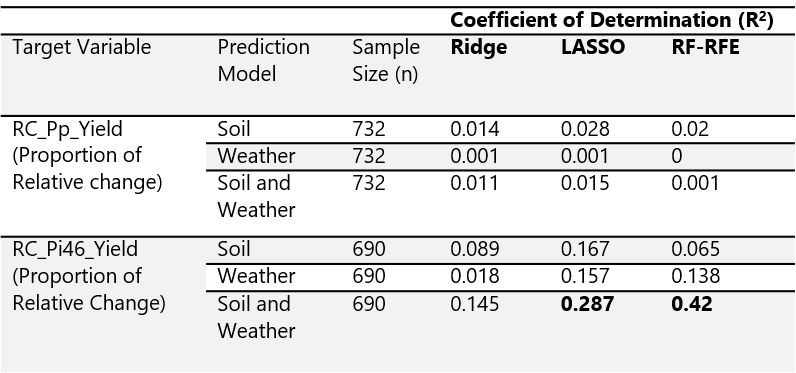 Coefficient of Determination (R²)
Target Variable Prediction Model Sample Size (n) Ridge LASSO RF-RFE
RC_Pp_Yield (Proportion of Relative change) Soil 732 0.014 0.028 0.02
Weather 732 0.001 0.001 0
Soil and Weather 732 0.011 0.015 0.001
RC_Pi46_Yield (Proportion of Relative Change) Soil 690 0.089 0.167 0.065
Weather 690 0.018 0.157 0.138
Soil and Weather 690 0.145 0.287 0.42